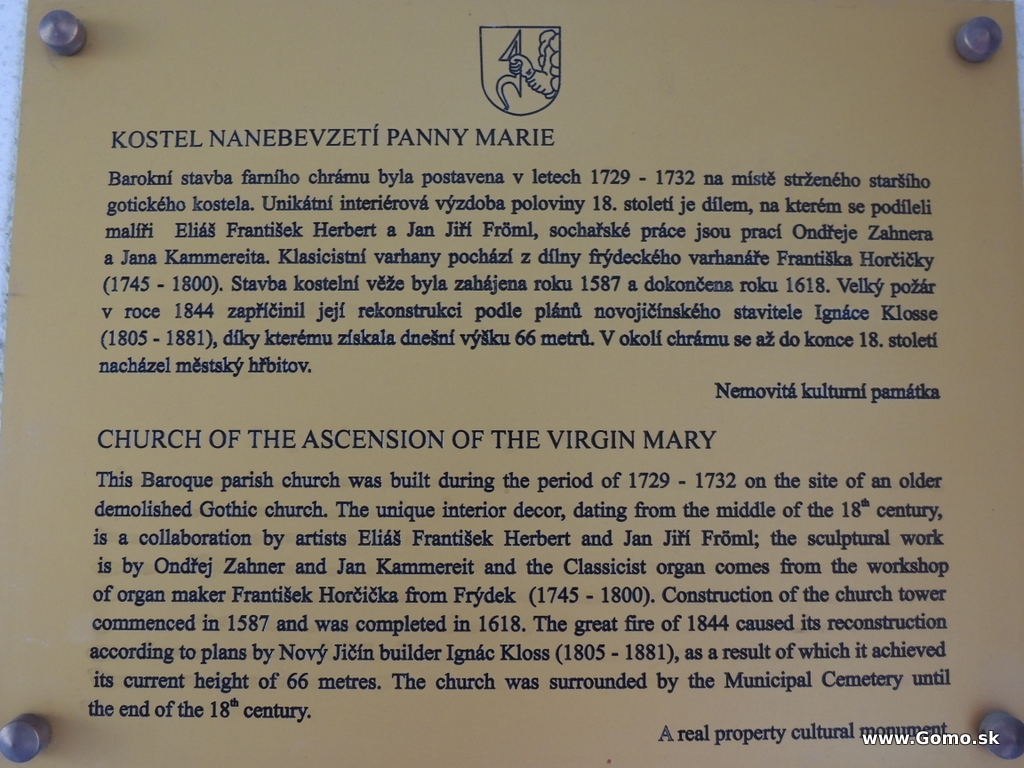 KOSTEL NANEBEVZETÍ PANNY MARIE
Barokní stavba farního chrámu byla postavena v letech 1729 - 1732 na místě strženého staršího
gotického kostela. Unikátní interiérová výzdoba poloviny 18. století je dílem, na kterém se podíleli
malíři Eliáš František Herbert a Jan Jiří Fröml, sochařské práce jsou prací Ondřeje Zahnera
a Jana Kammereita. Klasicistní varhany pochází z dílny frýdeckého varhanáře Františka Horčičky
(1745 - 1800). Stavba kostelní věže byla zahájena roku 1587 a dokončena roku 1618. Velký požár
v roce 1844 zapříčinil její rekonstrukci podle plánů novojičínského stavitele Ignáce Klosse
(1805 - 1881), díky kterému získala dnešní výšku 66 metrů. V okolí chrámu se až do konce 18. století
nacházel městský hřbitov.
Nemovitá kulturní památka
CHURCH OF THE ASCENSION OF THE VIRGIN MARY
This Baroque parish church was built during the period of 1729 - 1732 on the site of an older
demolished Gothic church. The unique interior decor, dating from the middle of the 18th century,
is a collaboration by artists Eliáš František Herbert and Jan Jiří Fröml; the sculptural work
is by Ondřej Zahner and Jan Kammereit and the Classicist organ comes from the workshop
of organ maker František Horčička from Frýdek (1745 - 1800). Construction of the church tower
commenced in 1587 and was completed in 1618. The great fire of 1844 caused its reconstruction
according to plans by Nový Jičín builder Ignác Kloss (1805 - 1881), as a result of which it achieved
its current height of 66 metres. The church was surrounded by the Municipal Cemetery until
the end of the 18th century.
A real property cultural monument
www.Gomo.sk